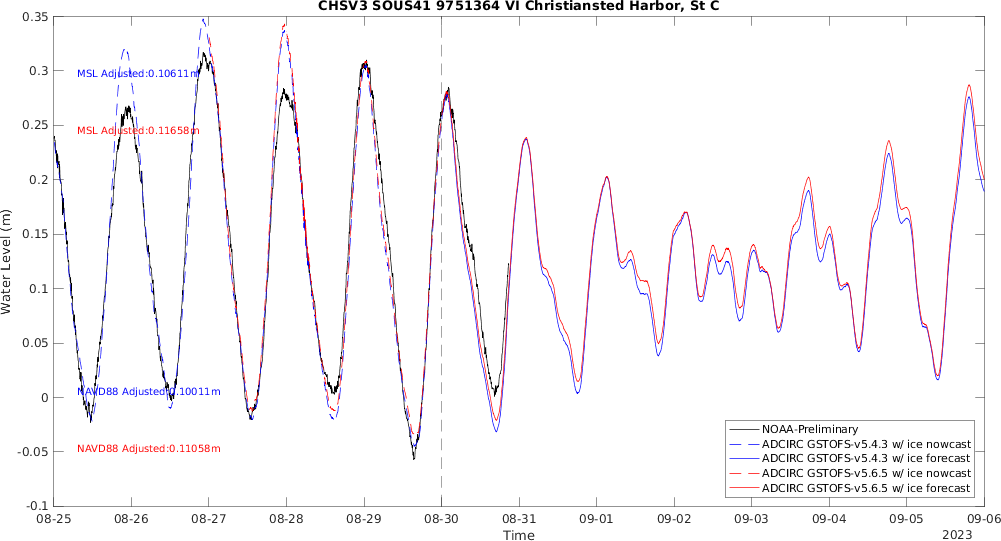 CHSV3 SOUS41 9751364 VI Christiansted Harbor, St C
0.35
0.3
0.25
0.2
0.15
0.1
0.05
0
-0.05
-0.1
Water Level (m)
MSL Adjusted:0.10611m
MSL Adjusted:0.11658m
NAVD88 Adjusted:0.10011m
NAVD88 Adjusted:0.11058m
NOAA-Preliminary
ADCIRC GSTOFS-v5.4.3 w/ ice nowcast
ADCIRC GSTOFS-v5.4.3 w/ ice forecast
ADCIRC GSTOFS-v5.6.5 w/ ice nowcast
ADCIRC GSTOFS-v5.6.5 w/ ice forecast
08-25 08-26 08-27 08-28 08-29 08-30 08-31 09-01 09-02 09-03 09-04 09-05 09-06
Time
2023